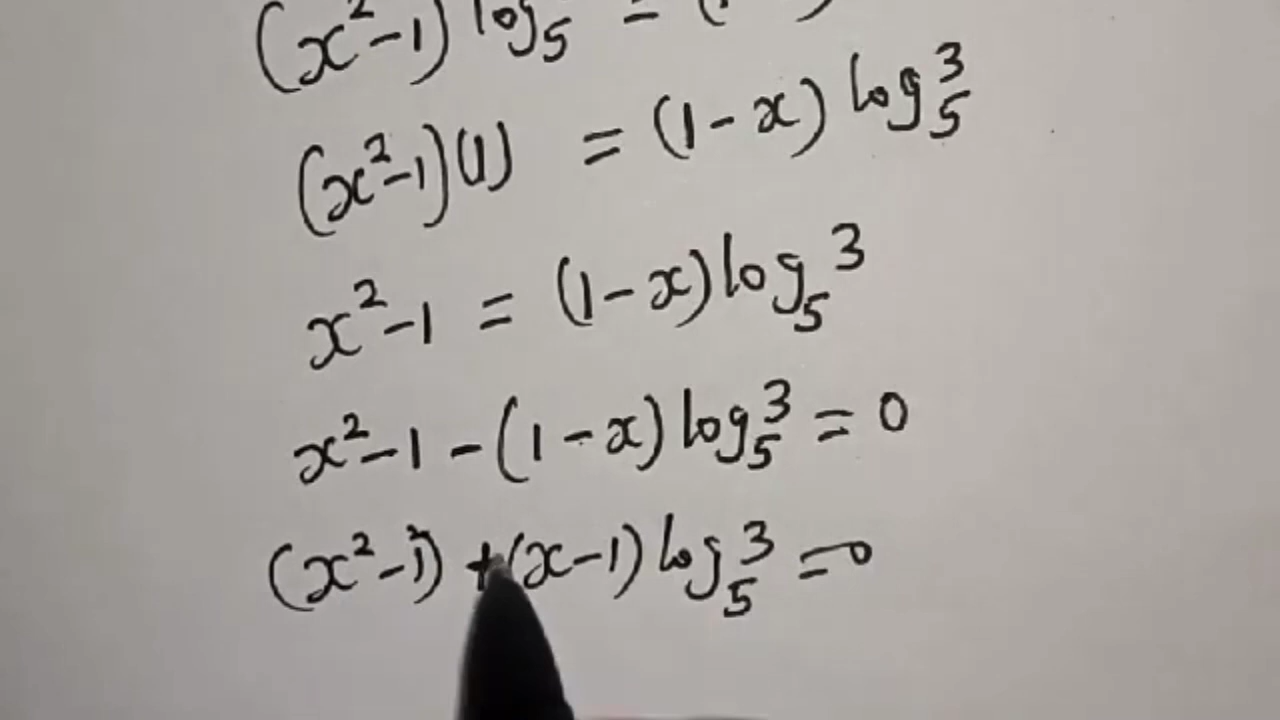 (x²-1) log₅ = (1-
(x²-1)(1) = (1-x) log₅3
x²-1 = (1-x) log₅3
x²-1-(1-x) log₅3 = 0
(x²-1²) + (x-1) log₅3 = 0